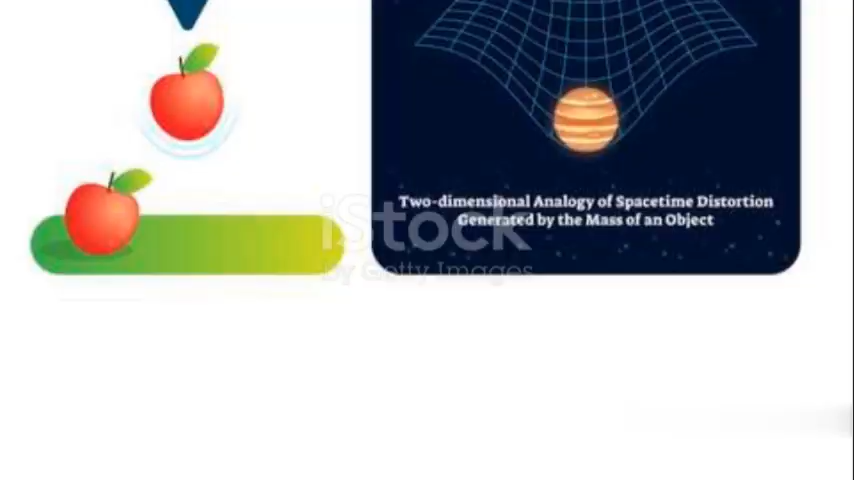 Two-dimensional Analogy of Spacetime Distortion
Generated by the Mass of an Object
iStock
by Getty Images